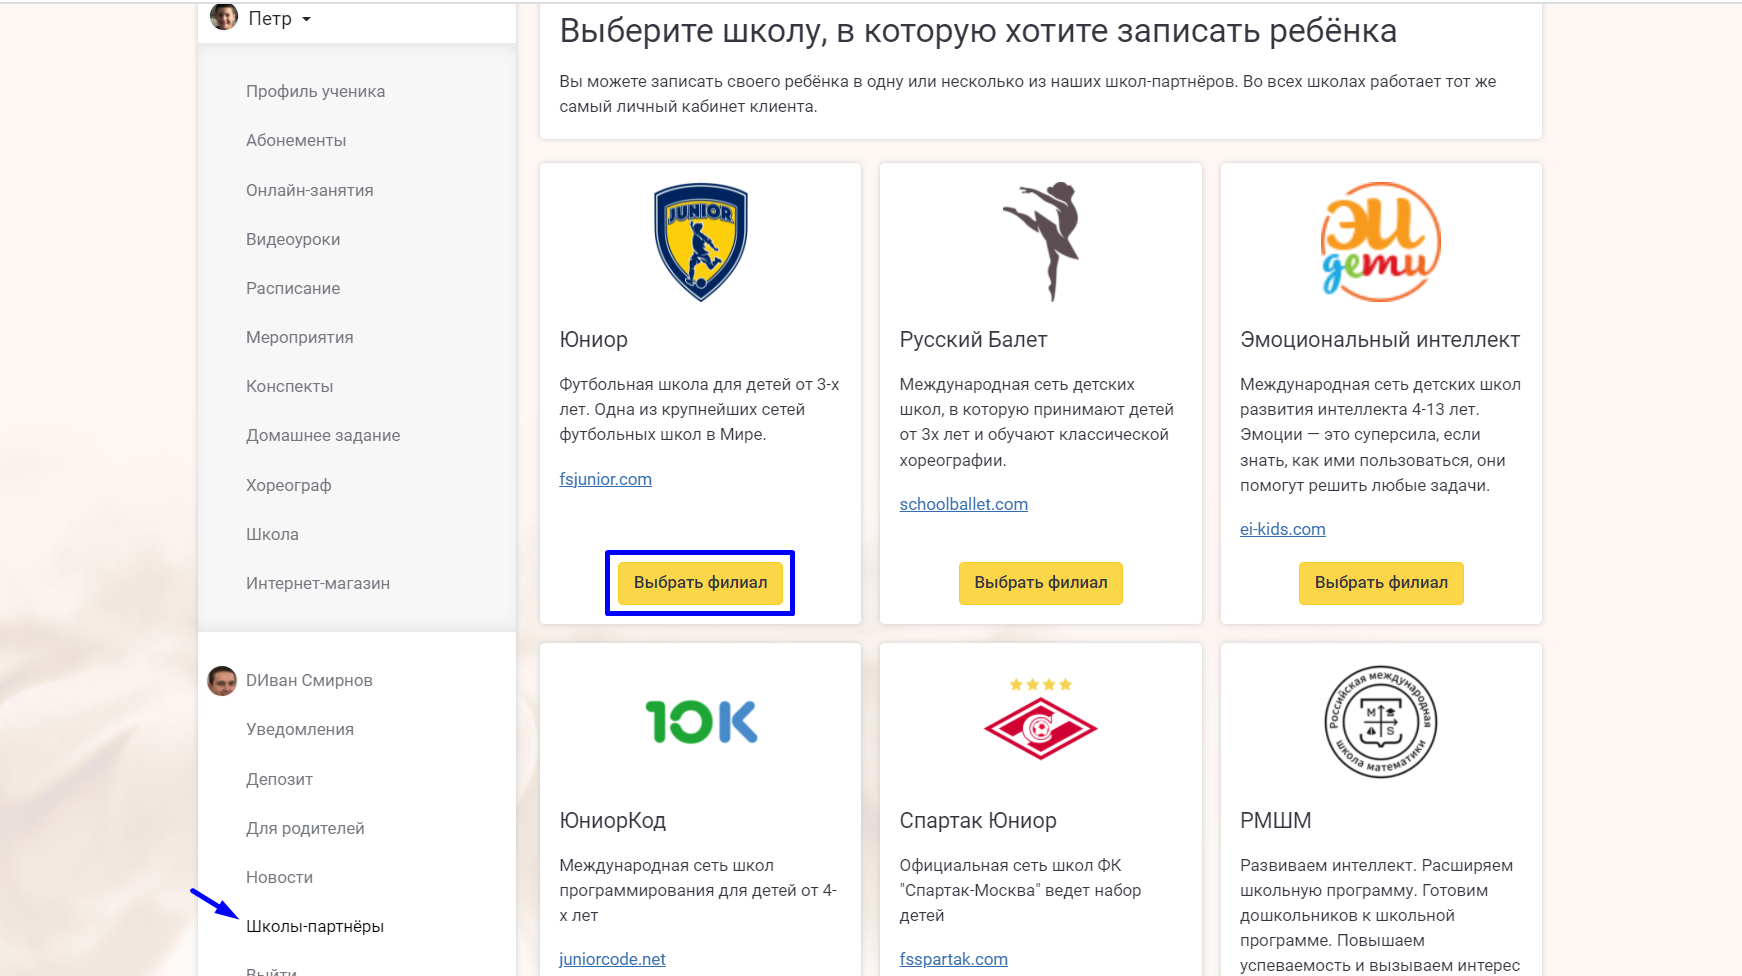 Петр
Профиль ученика
Абонементы
Онлайн-занятия
Видеоуроки
Расписание
Мероприятия
Конспекты
Домашнее задание
Хореограф
Школа
Интернет-магазин
DИван Смирнов
Уведомления
Депозит
Для родителей
Новости
Школы-партнёры
Выйти
Выберите школу, в которую хотите записать ребёнка
Вы можете записать своего ребёнка в одну или несколько из наших школ-партнёров. Во всех школах работает тот же
самый личный кабинет клиента.
JUNIOR
Юниор
Футбольная школа для детей от 3-х
лет. Одна из крупнейших сетей
футбольных школ в Мире.
fsjunior.com
Выбрать филиал
Русский Балет
Международная сеть детских
школ, в которую принимают детей
от 3х лет и обучают классической
хореографии.
schoolballet.com
Выбрать филиал
ЭИ
дети
Эмоциональный интеллект
Международная сеть детских школ
развития интеллекта 4-13 лет.
Эмоции — это суперсила, если
знать, как ими пользоваться, они
помогут решить любые задачи.
ei-kids.com
Выбрать филиал
ЮК
ЮниорКод
Международная сеть школ
программирования для детей от 4-
х лет
juniorcode.net
С
Спартак Юниор
Официальная сеть школ ФК
"Спартак-Москва" ведет набор
детей
fsspartak.com
Российская международная
школа математики
M
S
РМШМ
Развиваем интеллект. Расширяем
школьную программу. Готовим
дошкольников к школьной
программе. Повышаем
успеваемость и вызываем интерес